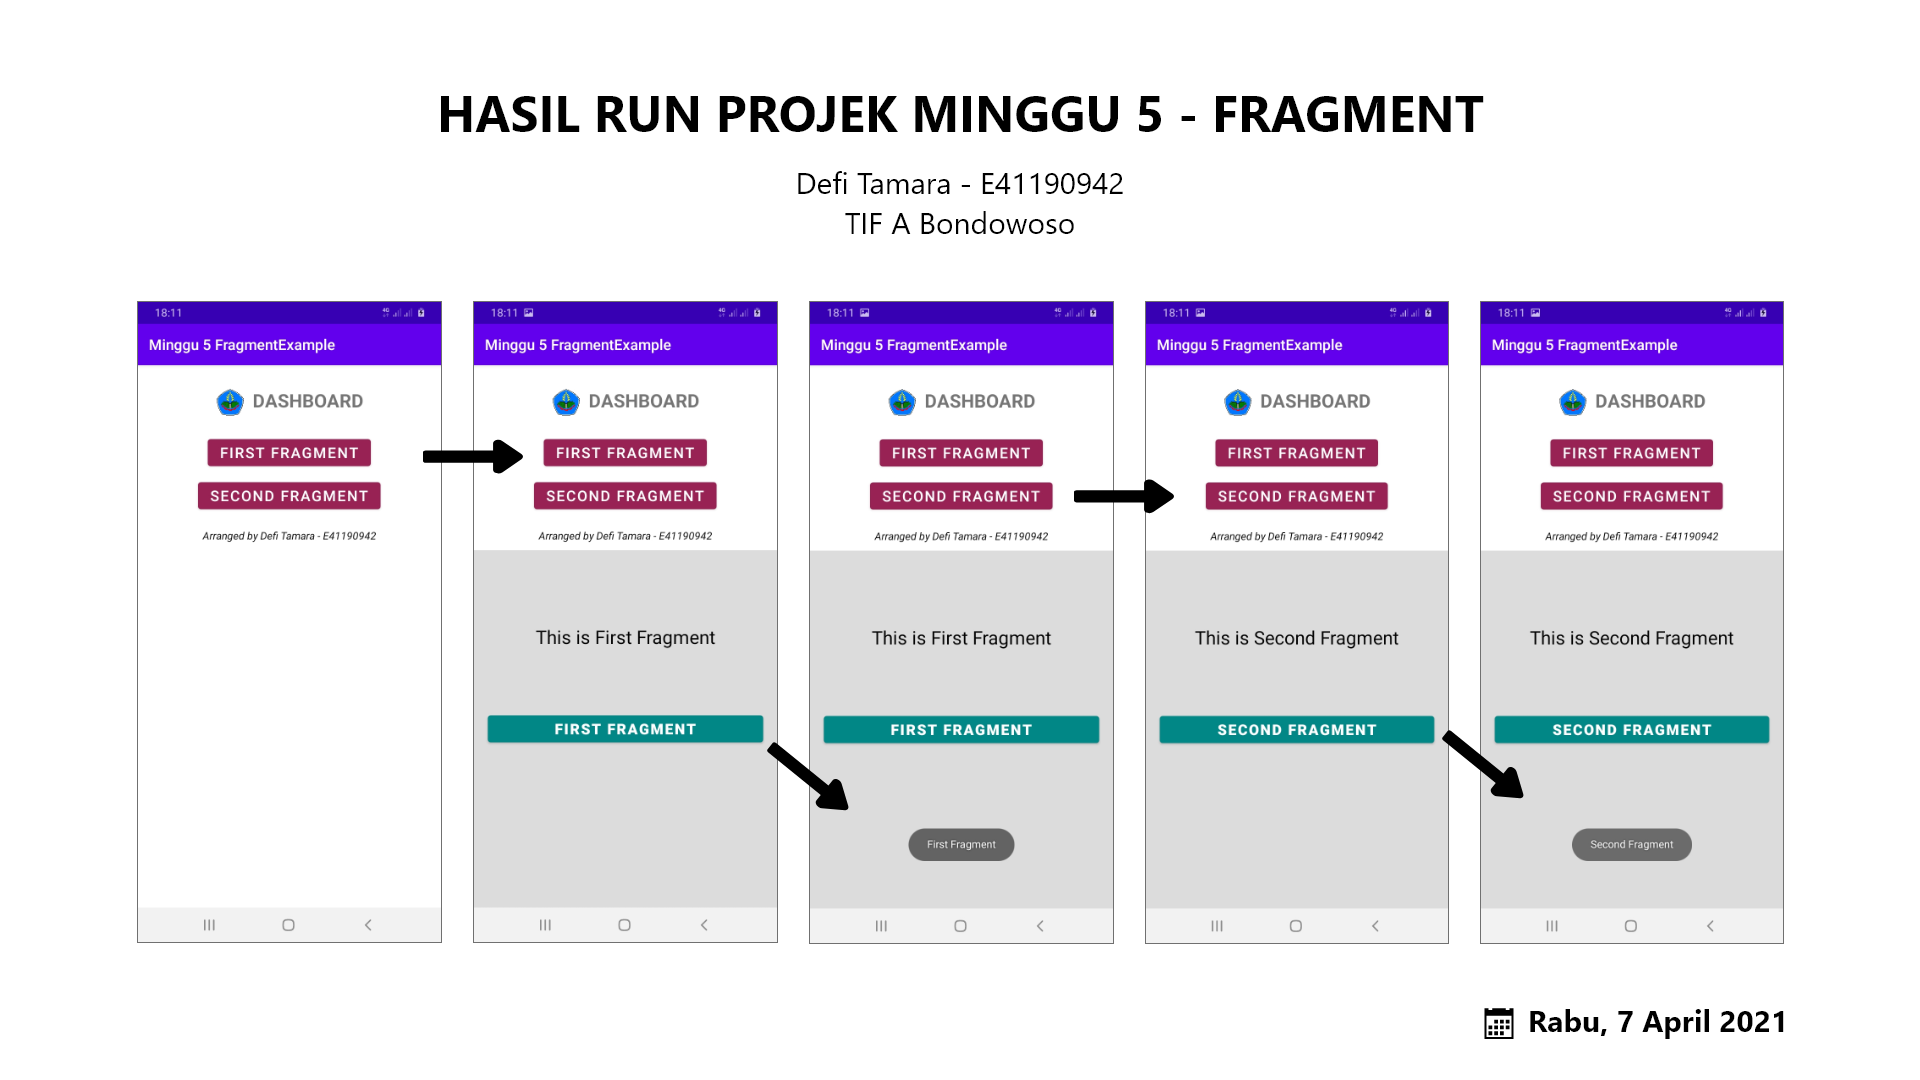 HASIL RUN PROJEK MINGGU 5 - FRAGMENT
Defi Tamara - E41190942
TIF A Bondowoso
18:11
Minggu 5 FragmentExample
DASHBOARD
FIRST FRAGMENT
SECOND FRAGMENT
Arranged by Defi Tamara - E41190942
18:11
Minggu 5 FragmentExample
DASHBOARD
FIRST FRAGMENT
SECOND FRAGMENT
Arranged by Defi Tamara - E41190942
This is First Fragment
FIRST FRAGMENT
18:11
Minggu 5 FragmentExample
DASHBOARD
FIRST FRAGMENT
SECOND FRAGMENT
Arranged by Defi Tamara - E41190942
This is First Fragment
FIRST FRAGMENT
First Fragment
18:11
Minggu 5 FragmentExample
DASHBOARD
FIRST FRAGMENT
SECOND FRAGMENT
Arranged by Defi Tamara - E41190942
This is Second Fragment
SECOND FRAGMENT
18:11
Minggu 5 FragmentExample
DASHBOARD
FIRST FRAGMENT
SECOND FRAGMENT
Arranged by Defi Tamara - E41190942
This is Second Fragment
SECOND FRAGMENT
Second Fragment
Rabu, 7 April 2021